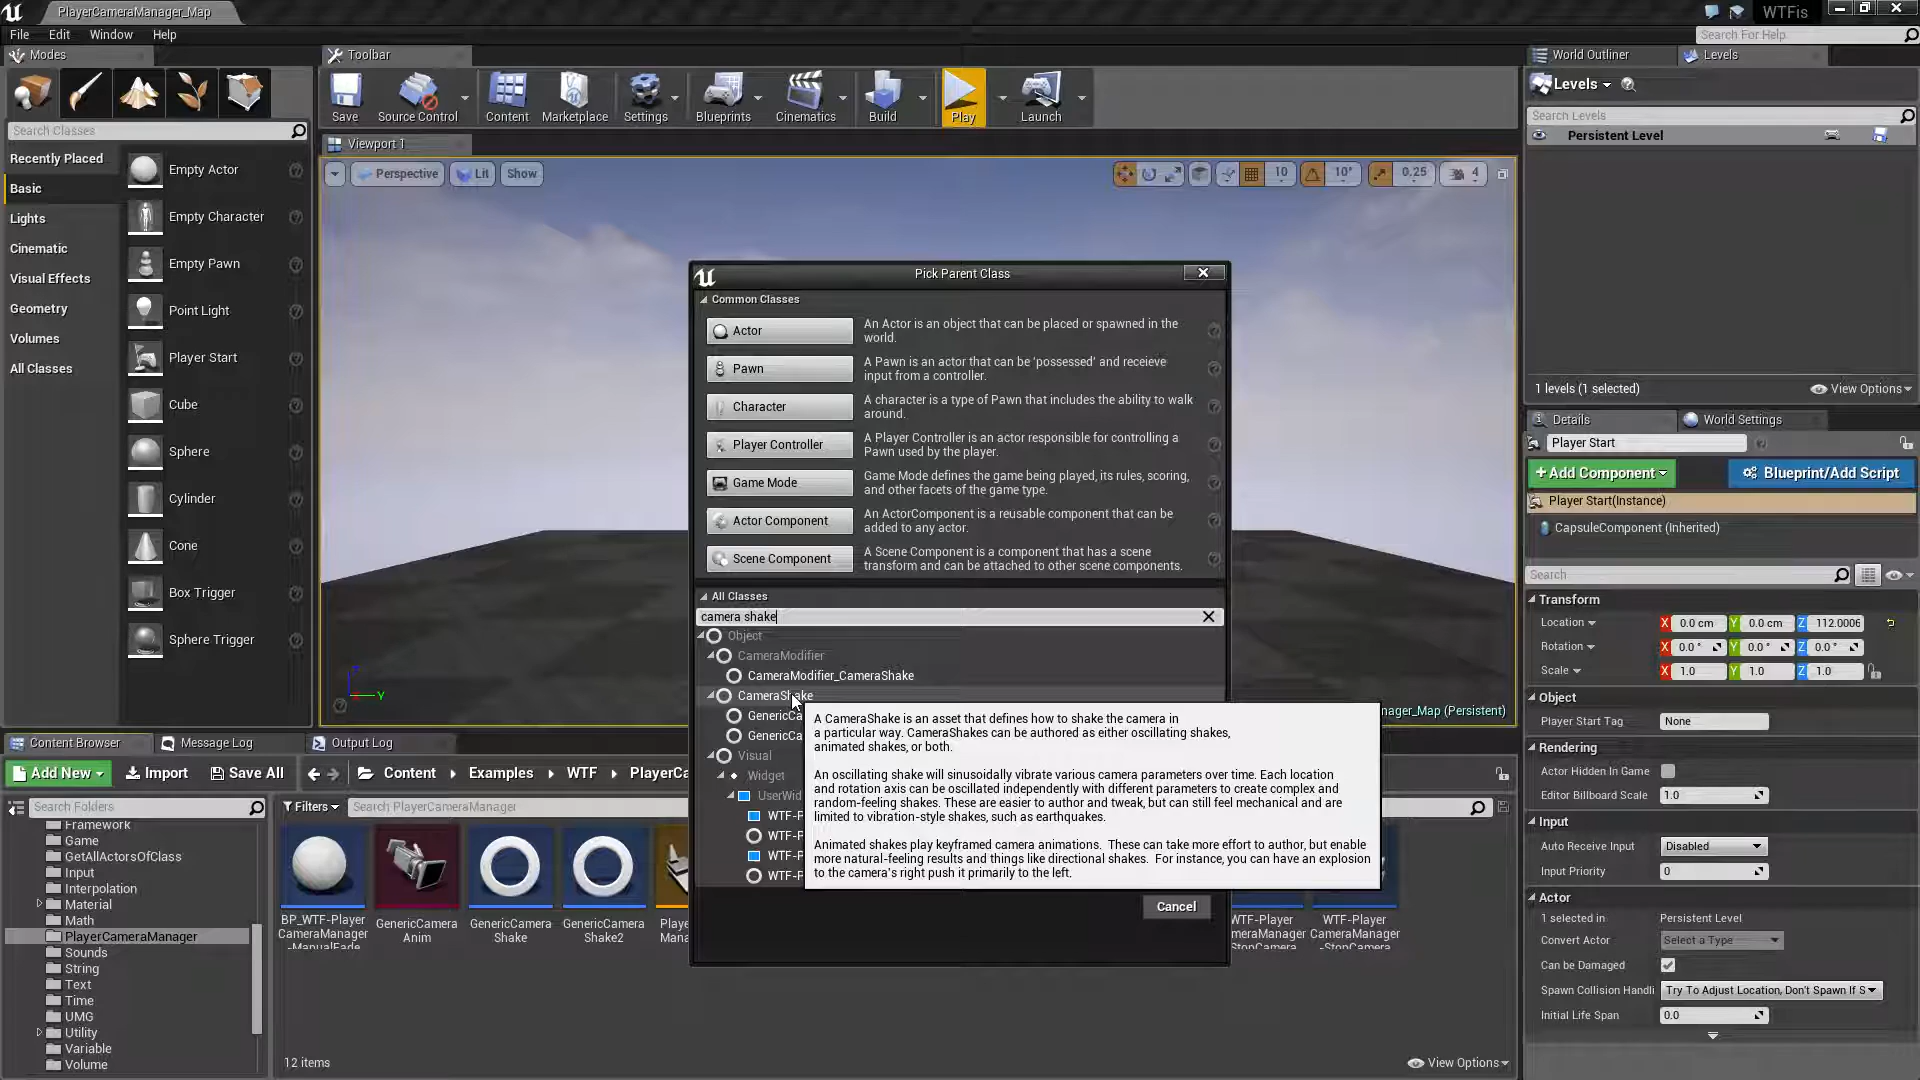 PlayerCameraManager_Map
WTFis
File Edit Window Help
Search For Help
Modes
Toolbar
World Outliner
Levels
Save
Source Control
Content
Marketplace
Settings
Blueprints
Cinematics
Build
Play
Launch
Levels
Search Levels
Persistent Level
1 levels (1 selected)
View Options
Search Classes
Recently Placed
Basic
Lights
Cinematic
Visual Effects
Geometry
Volumes
All Classes
Empty Actor
Empty Character
Empty Pawn
Point Light
Player Start
Cube
Sphere
Cylinder
Cone
Box Trigger
Sphere Trigger
Viewport 1
Perspective
Lit
Show
10
10°
0.25
4
Y
nager_Map (Persistent)
Pick Parent Class
Common Classes
Actor
An Actor is an object that can be placed or spawned in the
world.
Pawn
A Pawn is an actor that can be 'possessed' and receieve
input from a controller.
Character
A character is a type of Pawn that includes the ability to walk
around.
Player Controller
A Player Controller is an actor responsible for controlling a
Pawn used by the player.
Game Mode
Game Mode defines the game being played, its rules, scoring,
and other facets of the game type.
Actor Component
An ActorComponent is a reusable component that can be
added to any actor.
Scene Component
A Scene Component is a component that has a scene
transform and can be attached to other scene components.
All Classes
camera shake
Object
CameraModifier
CameraModifier_CameraShake
CameraShake
GenericCa
GenericCa
Visual
Widget
UserWid
WTF-P
WTF-P
WTF-P
WTF-P
A CameraShake is an asset that defines how to shake the camera in
a particular way. CameraShakes can be authored as either oscillating shakes,
animated shakes, or both.
An oscillating shake will sinusoidally vibrate various camera parameters over time. Each location
and rotation axis can be oscillated independently with different parameters to create complex and
random-feeling shakes. These are easier to author and tweak, but can still feel mechanical and are
limited to vibration-style shakes, such as earthquakes.
Animated shakes play keyframed camera animations. These can take more effort to author, but enable
more natural-feeling results and things like directional shakes. For instance, you can have an explosion
to the camera's right push it primarily to the left.
Cancel
Details
World Settings
Player Start
Add Component
Blueprint/Add Script
Player Start(Instance)
CapsuleComponent (Inherited)
Search
Transform
Location X 0.0 cm Y 0.0 cm Z 112.0006
Rotation X 0.0 ° Y 0.0 ° Z 0.0 °
Scale X 1.0 Y 1.0 Z 1.0
Object
Player Start Tag None
Rendering
Actor Hidden In Game
Editor Billboard Scale 1.0
Input
Auto Receive Input Disabled
Input Priority 0
Actor
1 selected in Persistent Level
Convert Actor Select a Type
Can be Damaged
Spawn Collision Handli Try To Adjust Location, Don't Spawn If S
Initial Life Span 0.0
Content Browser
Message Log
Output Log
Add New
Import
Save All
Content
Examples
WTF
PlayerCa
Search Folders
Filters
Search PlayerCameraManager
Framework
Game
GetAllActorsOfClass
Input
Interpolation
Material
Math
PlayerCameraManager
Sounds
String
Text
Time
UMG
Utility
Variable
Volume
BP_WTF-Player
CameraManager
-ManualFade
GenericCamera
Anim
GenericCamera
Shake
GenericCamera
Shake2
Playe
Mana
WTF-Player
CameraManager
-StopCamera
WTF-Player
CameraManager
-StopCamera
12 items
View Options